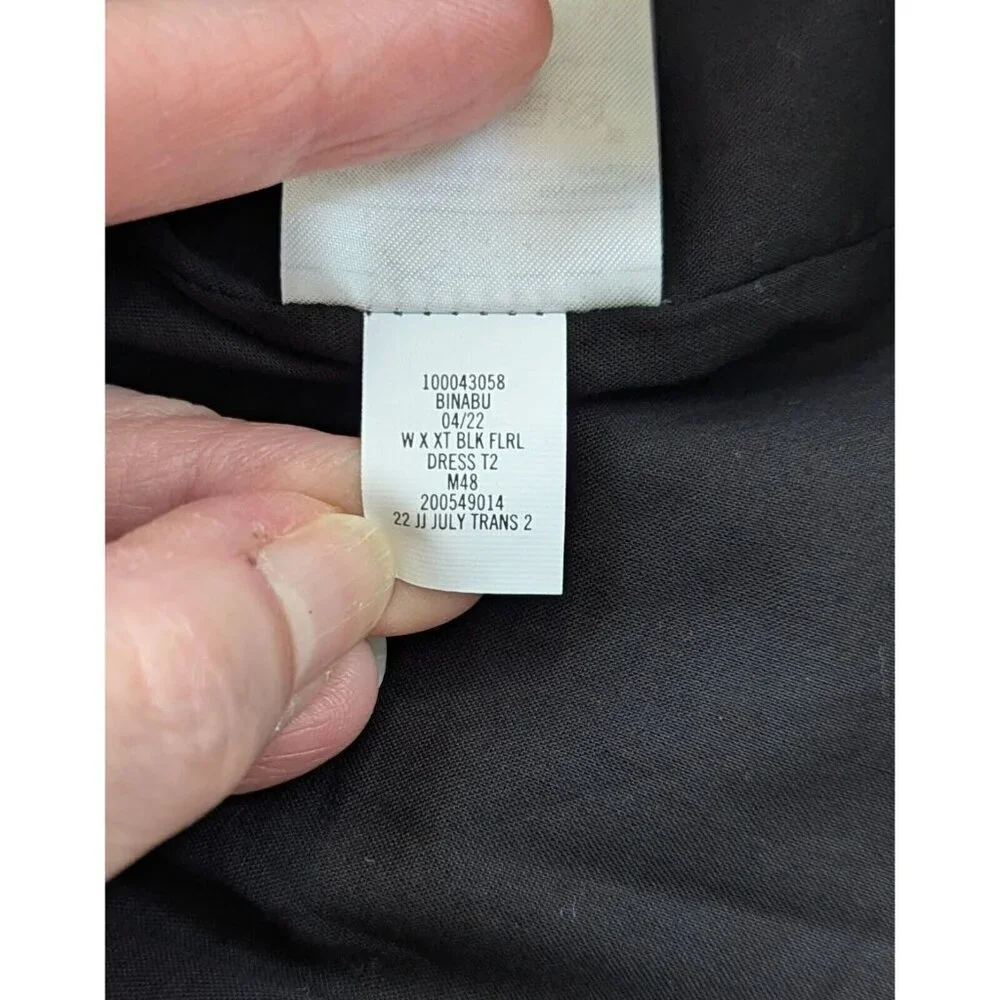 100043058
BINABU
04/22
W X XT BLK FLRL
DRESS T2
M48
200549014
22 JJ JULY TRANS 2